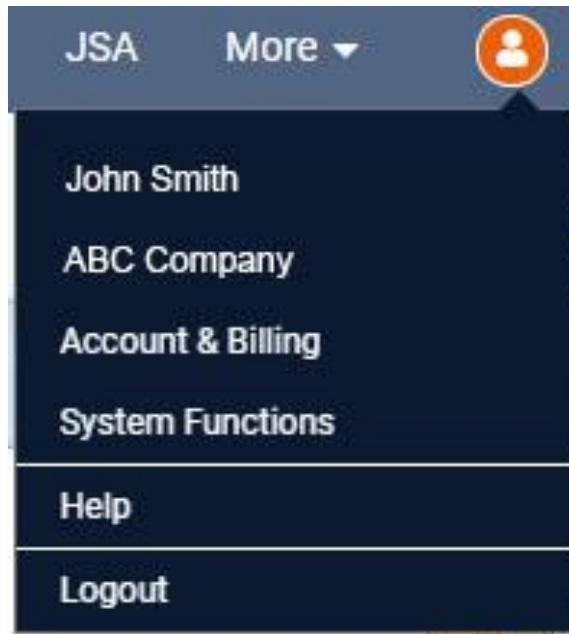 JSA More
John Smith
ABC Company
Account & Billing
System Functions
Help
Logout